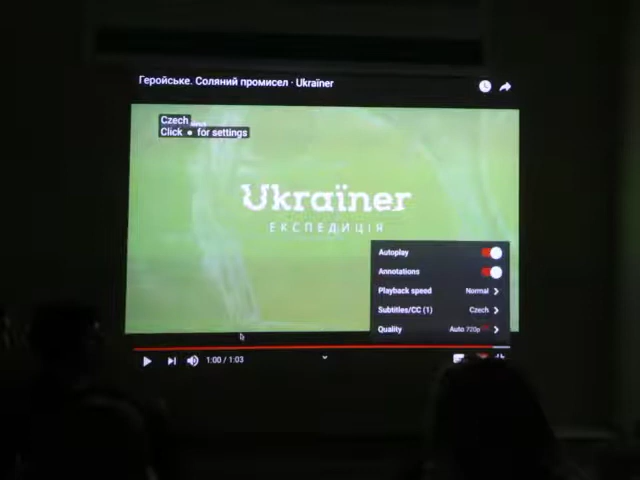 Геройське. Соляний промисел · Ukraïner
Czech
Click ● for settings
Ukraïner
ЕКСПЕДИЦІЯ
Autoplay
Annotations
Playback speed Normal
Subtitles/CC (1) Czech
Quality Auto 720p
1:00 / 1:03